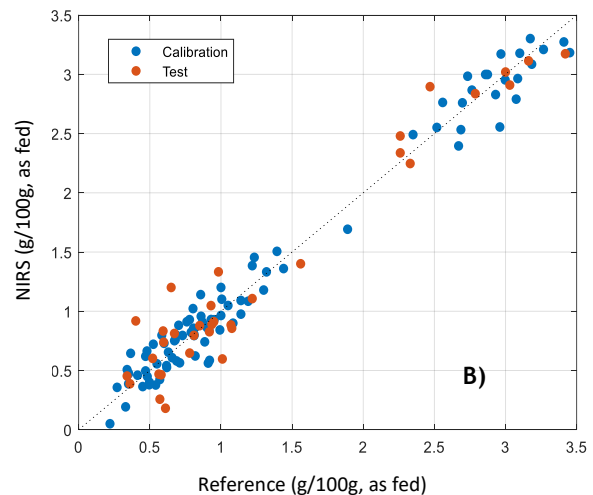 3.5
Calibration
Test
3
2.5
2
1.5
1
0.5
0
NIRS (g/100g, as fed)
B)
0 0.5 1 1.5 2 2.5 3 3.5
Reference (g/100g, as fed)